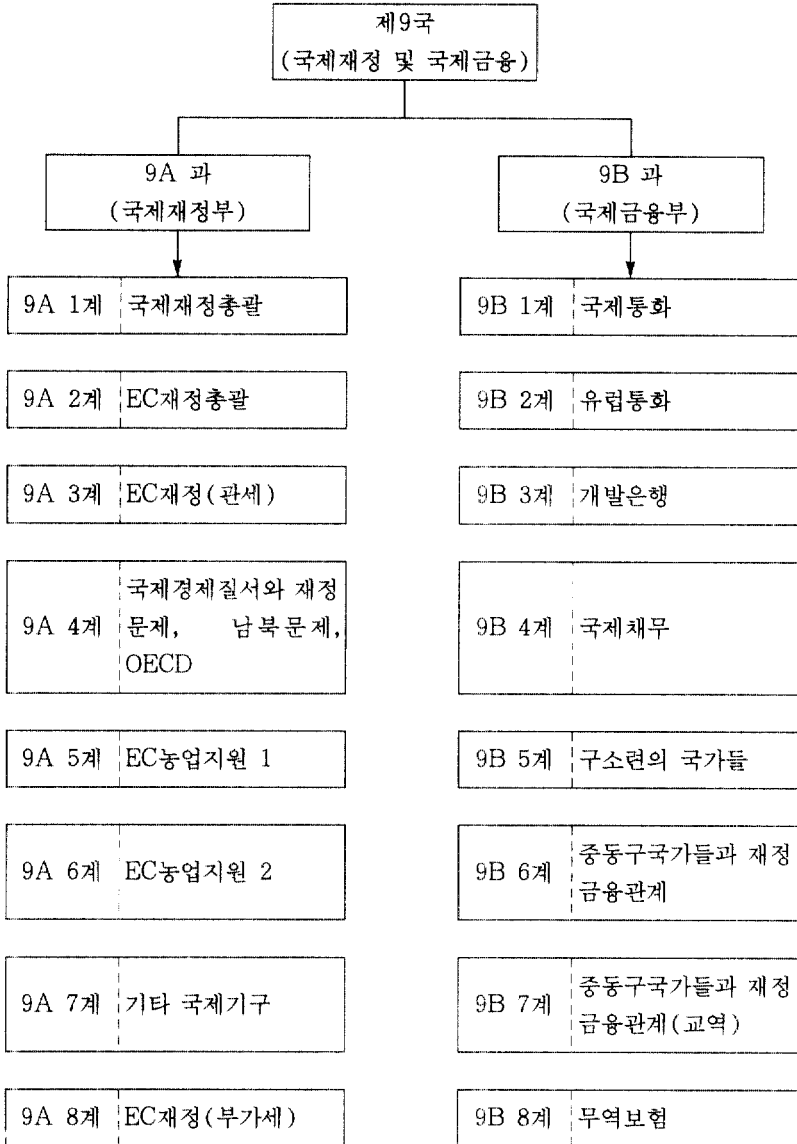 제9국
(국제재정 및 국제금융)
9A 과
(국제재정부)
9B 과
(국제금융부)
9A 1계 국제재정총괄
9B 1계 국제통화
9A 2계 EC재정총괄
9B 2계 유럽통화
9A 3계 EC재정(관세)
9B 3계 개발은행
9A 4계 국제경제질서와 재정
문제, 남북문제,
OECD
9B 4계 국제채무
9A 5계 EC농업지원 1
9B 5계 구소련의 국가들
9A 6계 EC농업지원 2
9B 6계 중동구국가들과 재정
금융관계
9A 7계 기타 국제기구
9B 7계 중동구국가들과 재정
금융관계(교역)
9A 8계 EC재정(부가세)
9B 8계 무역보험